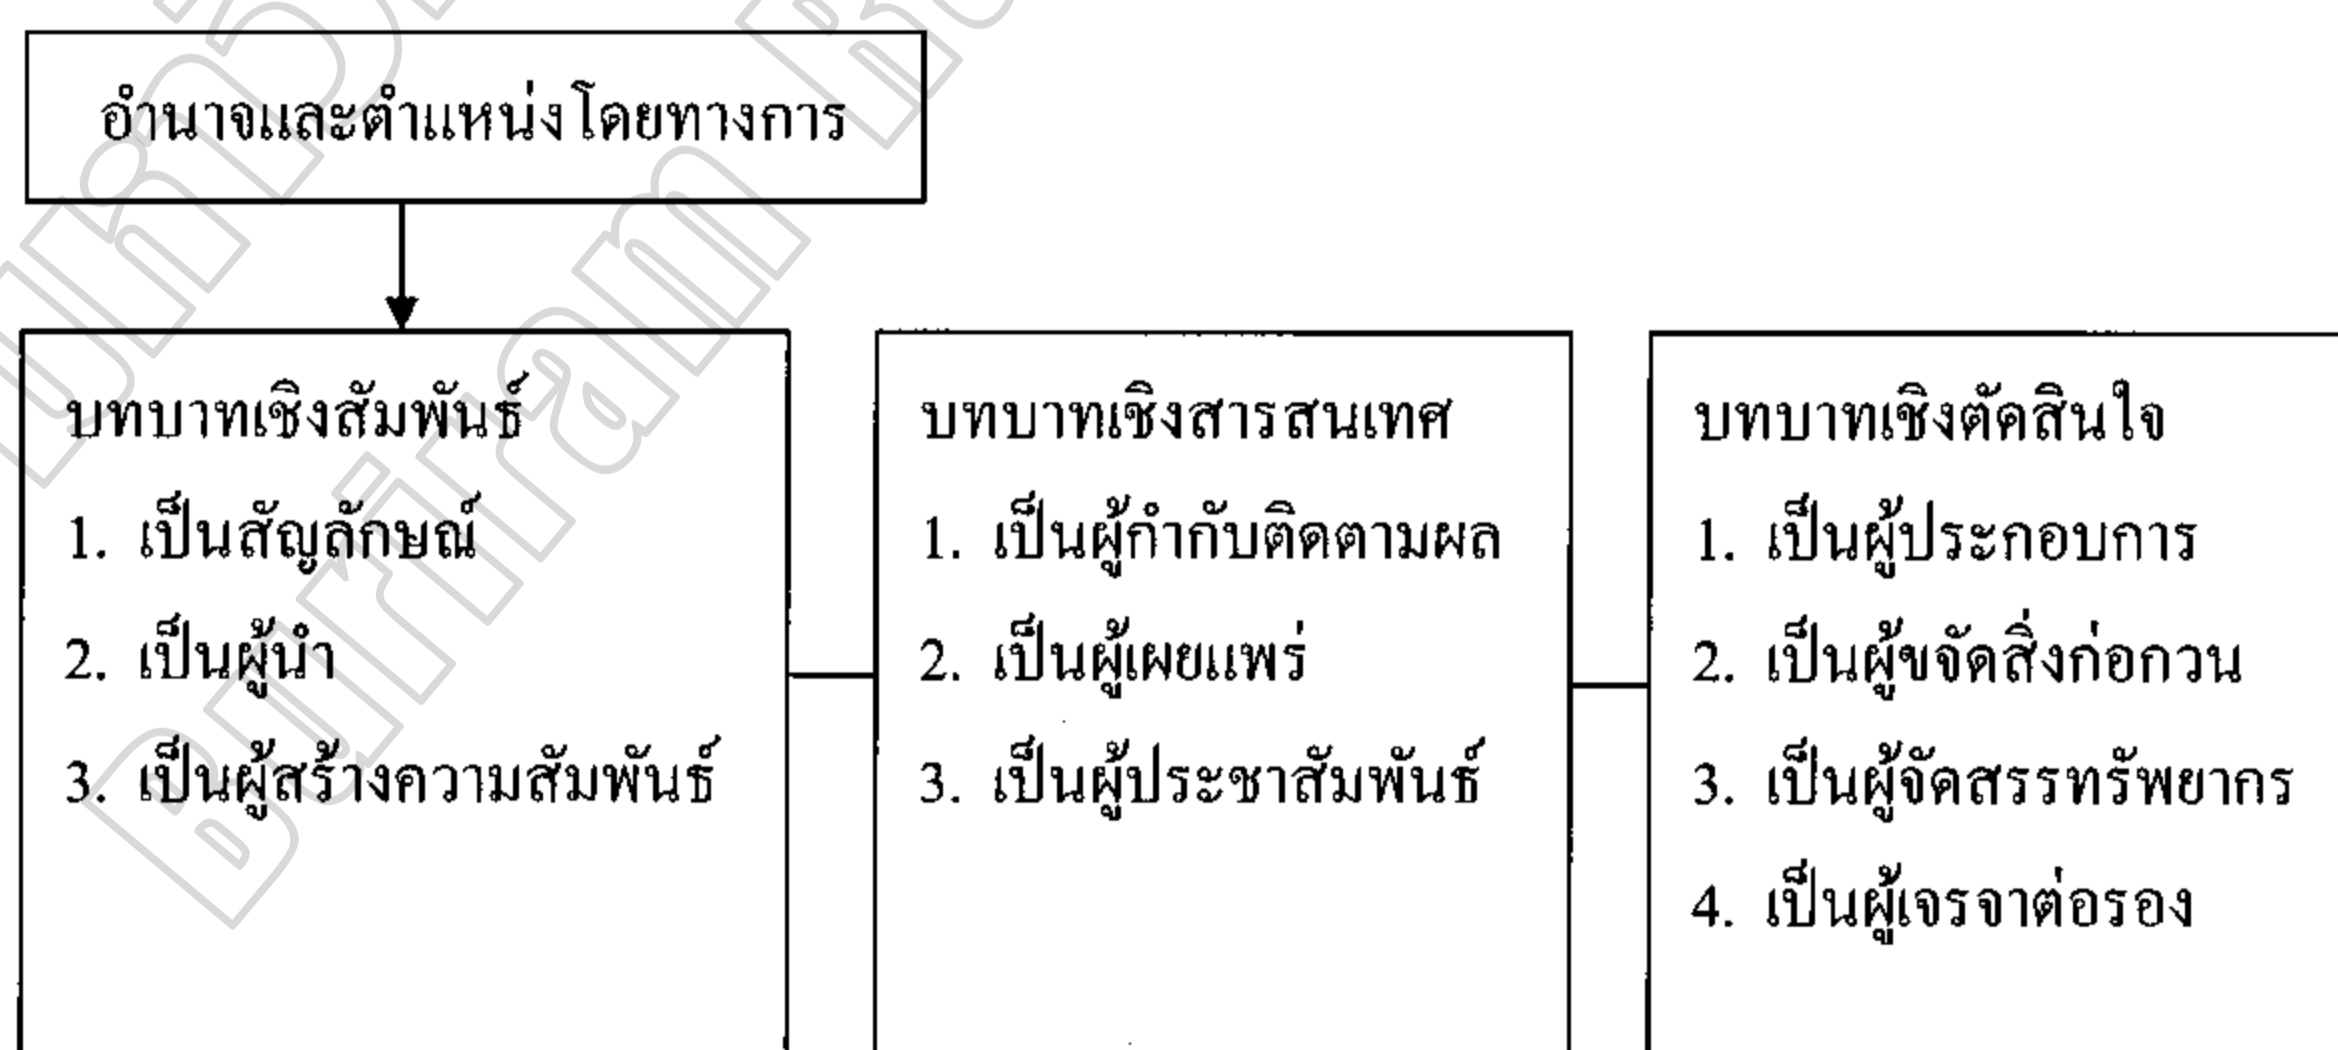 อำนาจและตำแหน่งโดยทางการ
บทบาทเชิงสัมพันธ์
1. เป็นสัญลักษณ์
2. เป็นผู้นำ
3. เป็นผู้สร้างความสัมพันธ์
บทบาทเชิงสารสนเทศ
1. เป็นผู้กำกับติดตามผล
2. เป็นผู้เผยแพร่
3. เป็นผู้ประชาสัมพันธ์
บทบาทเชิงตัดสินใจ
1. เป็นผู้ประกอบการ
2. เป็นผู้ขจัดสิ่งก่อกวน
3. เป็นผู้จัดสรรทรัพยากร
4. เป็นผู้เจรจาต่อรอง
Buriram